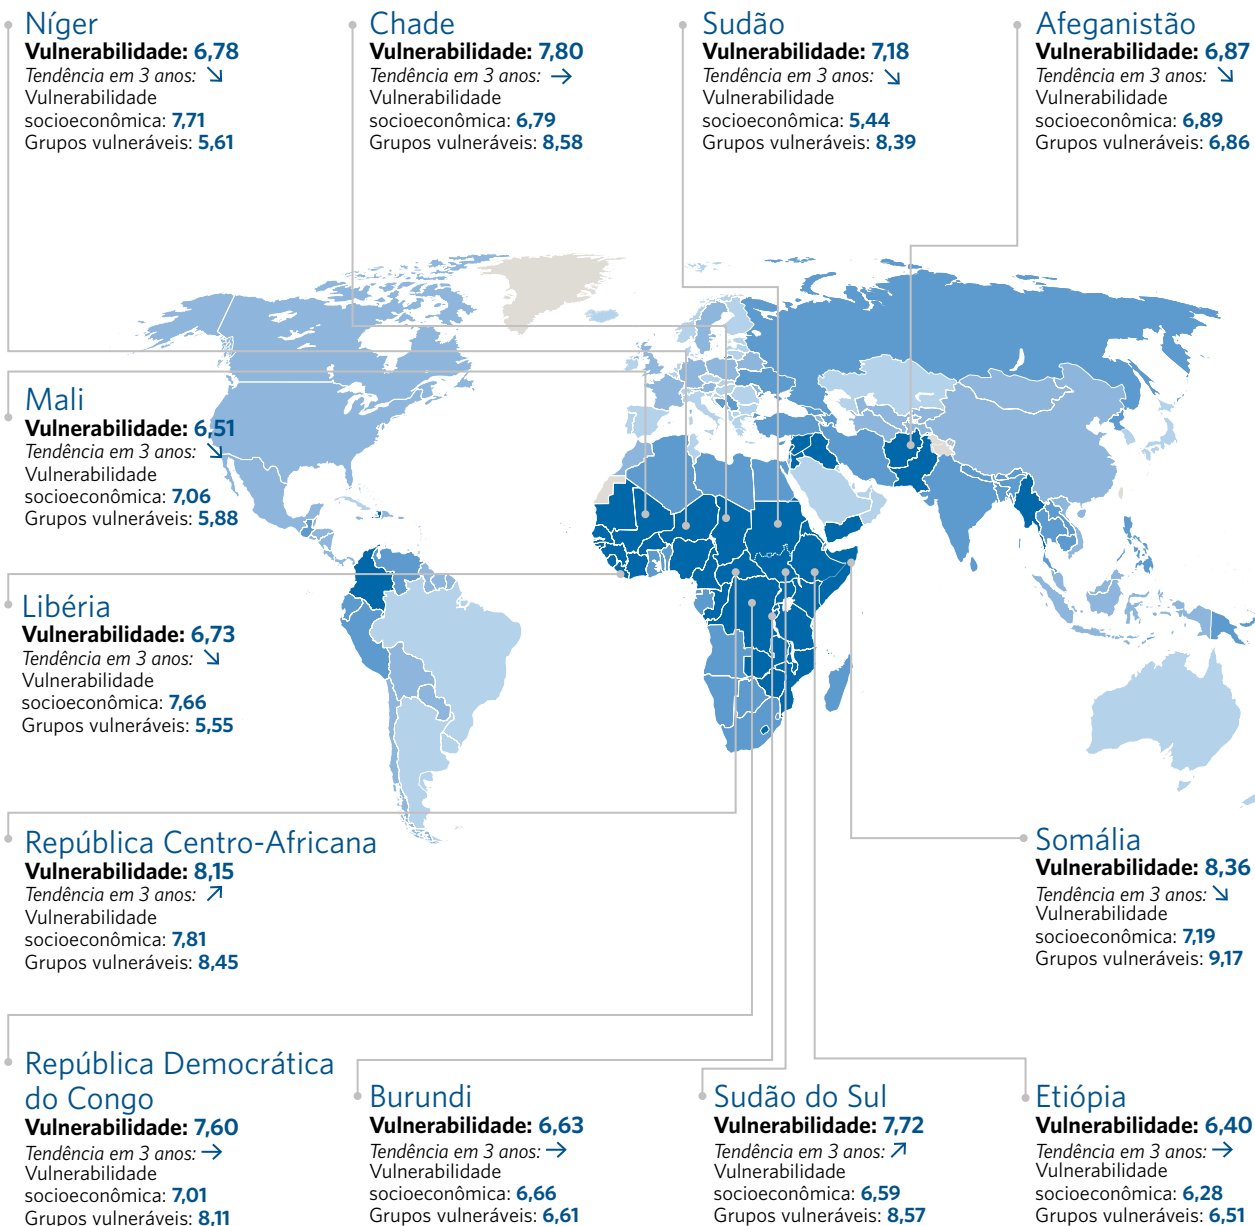 Níger
Vulnerabilidade: 6,78
Tendência em 3 anos: ↘
Vulnerabilidade
socioeconômica: 7,71
Grupos vulneráveis: 5,61
Chade
Vulnerabilidade: 7,80
Tendência em 3 anos: →
Vulnerabilidade
socioeconômica: 6,79
Grupos vulneráveis: 8,58
Sudão
Vulnerabilidade: 7,18
Tendência em 3 anos: ↘
Vulnerabilidade
socioeconômica: 5,44
Grupos vulneráveis: 8,39
Afeganistão
Vulnerabilidade: 6,87
Tendência em 3 anos: ↘
Vulnerabilidade
socioeconômica: 6,89
Grupos vulneráveis: 6,86
Mali
Vulnerabilidade: 6,51
Tendência em 3 anos: ↘
Vulnerabilidade
socioeconômica: 7,06
Grupos vulneráveis: 5,88
Libéria
Vulnerabilidade: 6,73
Tendência em 3 anos: ↘
Vulnerabilidade
socioeconômica: 7,66
Grupos vulneráveis: 5,55
República Centro-Africana
Vulnerabilidade: 8,15
Tendência em 3 anos: ↗
Vulnerabilidade
socioeconômica: 7,81
Grupos vulneráveis: 8,45
Somália
Vulnerabilidade: 8,36
Tendência em 3 anos: ↘
Vulnerabilidade
socioeconômica: 7,19
Grupos vulneráveis: 9,17
República Democrática
do Congo
Vulnerabilidade: 7,60
Tendência em 3 anos: →
Vulnerabilidade
socioeconômica: 7,01
Grupos vulneráveis: 8,11
Burundi
Vulnerabilidade: 6,63
Tendência em 3 anos: →
Vulnerabilidade
socioeconômica: 6,66
Grupos vulneráveis: 6,61
Sudão do Sul
Vulnerabilidade: 7,72
Tendência em 3 anos: ↗
Vulnerabilidade
socioeconômica: 6,59
Grupos vulneráveis: 8,57
Etiópia
Vulnerabilidade: 6,40
Tendência em 3 anos: →
Vulnerabilidade
socioeconômica: 6,28
Grupos vulneráveis: 6,51